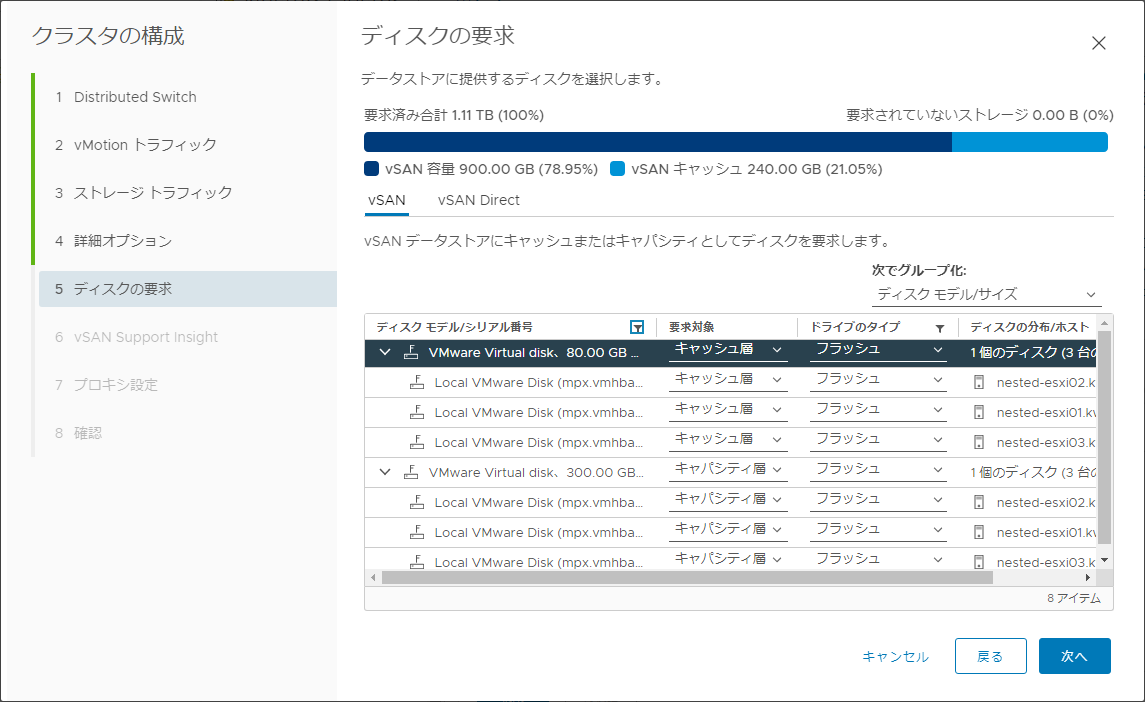 クラスタの構成
1 Distributed Switch
2 vMotion トラフィック
3 ストレージ トラフィック
4 詳細オプション
5 ディスクの要求
6 vSAN Support Insight
7 プロキシ設定
8 確認
ディスクの要求
データストアに提供するディスクを選択します。
要求済み合計 1.11 TB (100%) 要求されていないストレージ 0.00 B (0%)
vSAN 容量 900.00 GB (78.95%) vSAN キャッシュ 240.00 GB (21.05%)
vSAN vSAN Direct
vSAN データストアにキャッシュまたはキャパシティとしてディスクを要求します。
次でグループ化:
ディスク モデル/サイズ
ディスク モデル/シリアル番号 要求対象 ドライブのタイプ ディスクの分布/ホスト
VMware Virtual disk、80.00 GB ... キャッシュ層 フラッシュ 1 個のディスク (3 台の
Local VMware Disk (mpx.vmhba... キャッシュ層 フラッシュ nested-esxi02.k
Local VMware Disk (mpx.vmhba... キャッシュ層 フラッシュ nested-esxi01.kv
Local VMware Disk (mpx.vmhba... キャッシュ層 フラッシュ nested-esxi03.k
VMware Virtual disk、300.00 GB... キャパシティ層 フラッシュ 1 個のディスク (3 台の
Local VMware Disk (mpx.vmhba... キャパシティ層 フラッシュ nested-esxi02.k
Local VMware Disk (mpx.vmhba... キャパシティ層 フラッシュ nested-esxi01.kv
Local VMware Disk (mpx.vmhba... キャパシティ層 フラッシュ nested-esxi03.k
8 アイテム
キャンセル 戻る 次へ